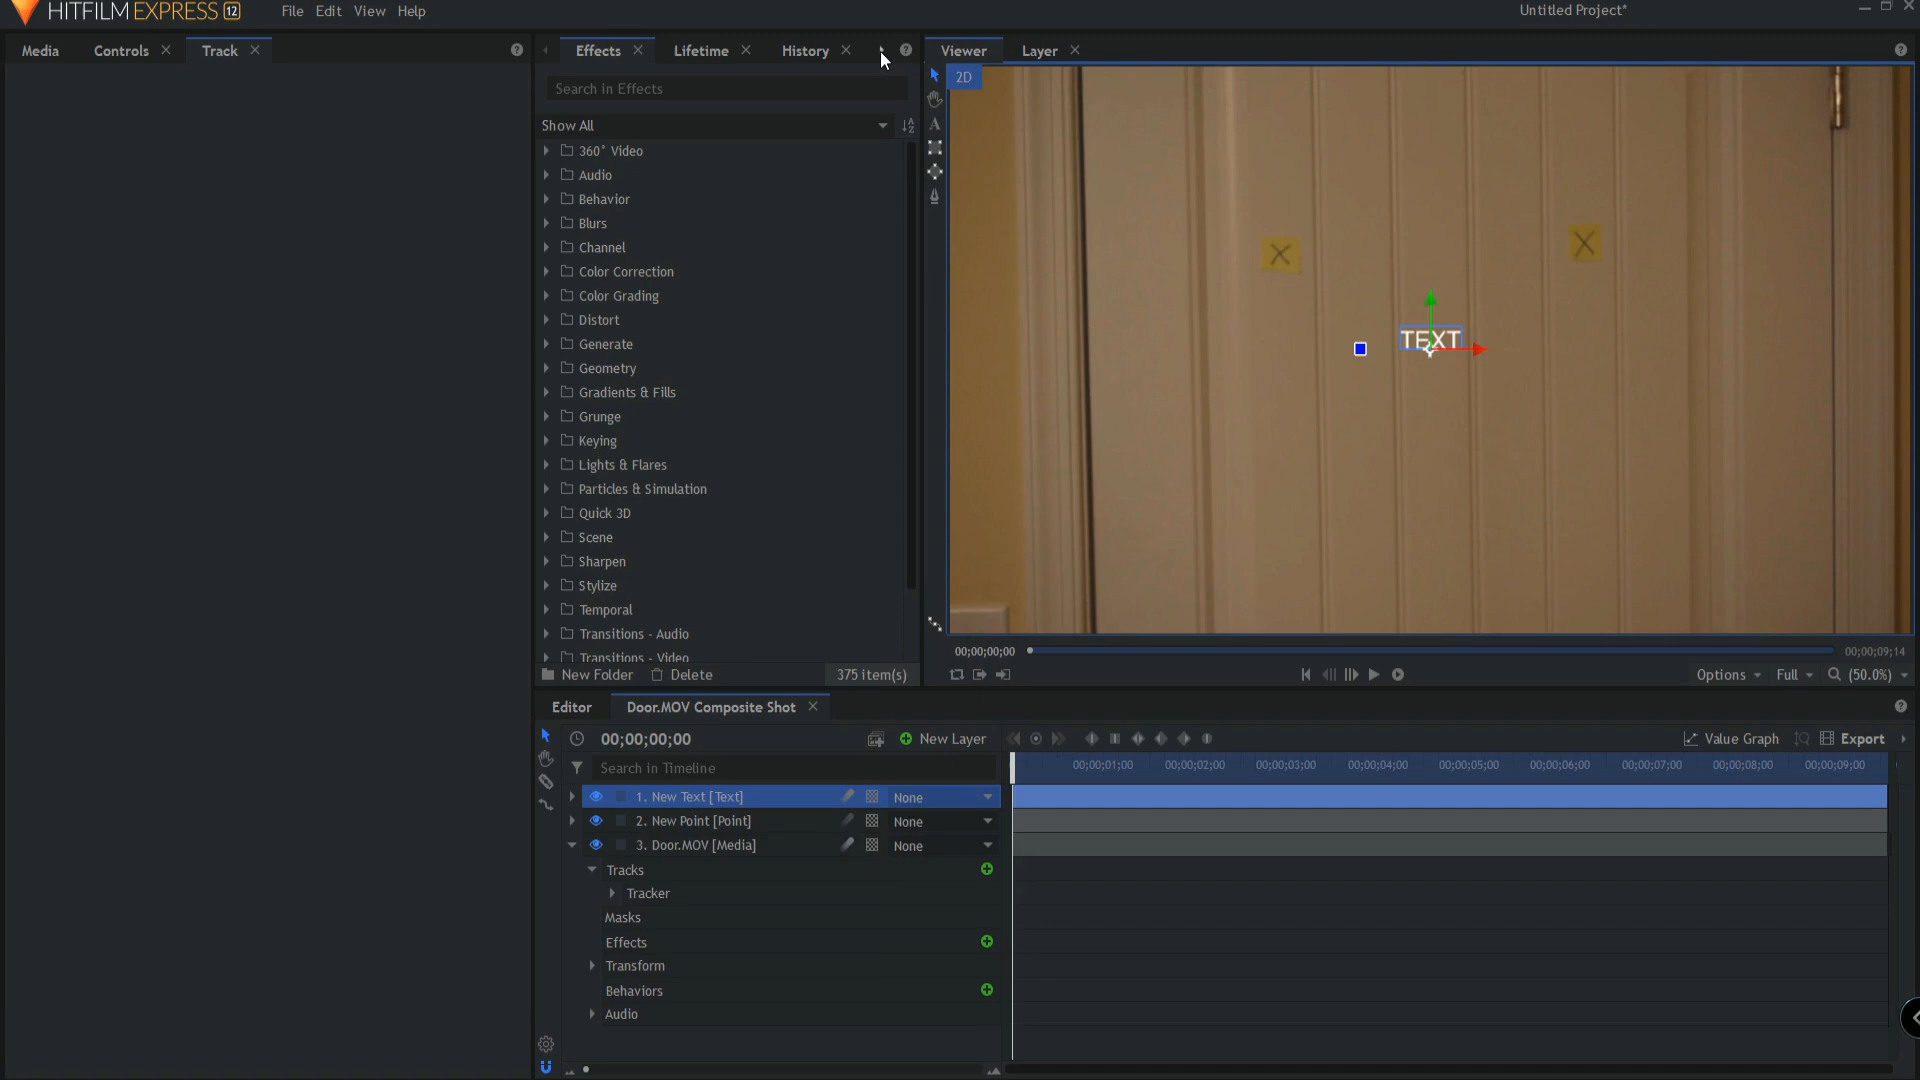 HITFILM EXPRESS 12
File Edit View Help
Untitled Project*
Media Controls Track
Effects Lifetime History
Viewer Layer
Search in Effects
2D
Show All
360° Video
Audio
Behavior
Blurs
Channel
Color Correction
Color Grading
Distort
Generate
Geometry
Gradients & Fills
Grunge
Keying
Lights & Flares
Particles & Simulation
Quick 3D
Scene
Sharpen
Stylize
Temporal
Transitions - Audio
Transitions - Video
New Folder Delete 375 item(s)
X X
TEXT
00;00;00;00 00;00;09;14
Options Full (50.0%)
Editor Door.MOV Composite Shot
00;00;00;00 New Layer
Value Graph Export
Search in Timeline
00;00;01;00 00;00;02;00 00;00;03;00 00;00;04;00 00;00;05;00 00;00;06;00 00;00;07;00 00;00;08;00 00;00;09;00
1. New Text [Text] None
2. New Point [Point] None
3. Door.MOV [Media] None
Tracks
Tracker
Masks
Effects
Transform
Behaviors
Audio